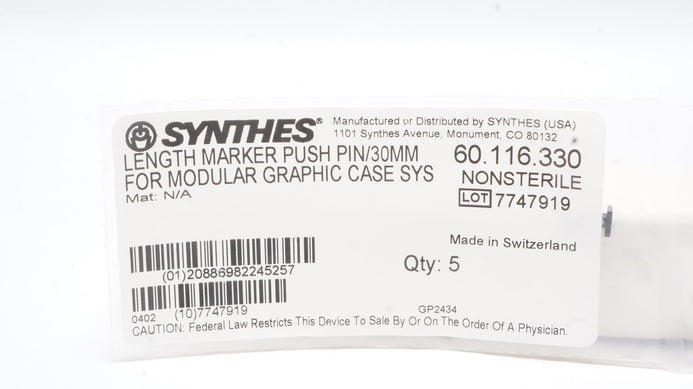 SYNTHES®
Manufactured or Distributed by SYNTHES (USA)
1101 Synthes Avenue, Monument, CO 80132
LENGTH MARKER PUSH PIN/30MM
FOR MODULAR GRAPHIC CASE SYS
Mat: N/A
60.116.330
NONSTERILE
LOT 7747919
Made in Switzerland
Qty: 5
(01)20886982245257
(10)7747919
0402
GP2434
CAUTION: Federal Law Restricts This Device To Sale By Or On The Order Of A Physician.